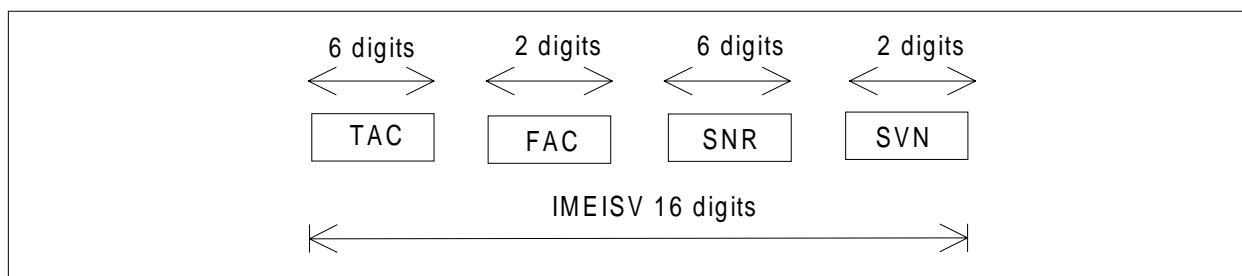 6 digits 2 digits 6 digits 2 digits
TAC FAC SNR SVN
IMEISV 16 digits